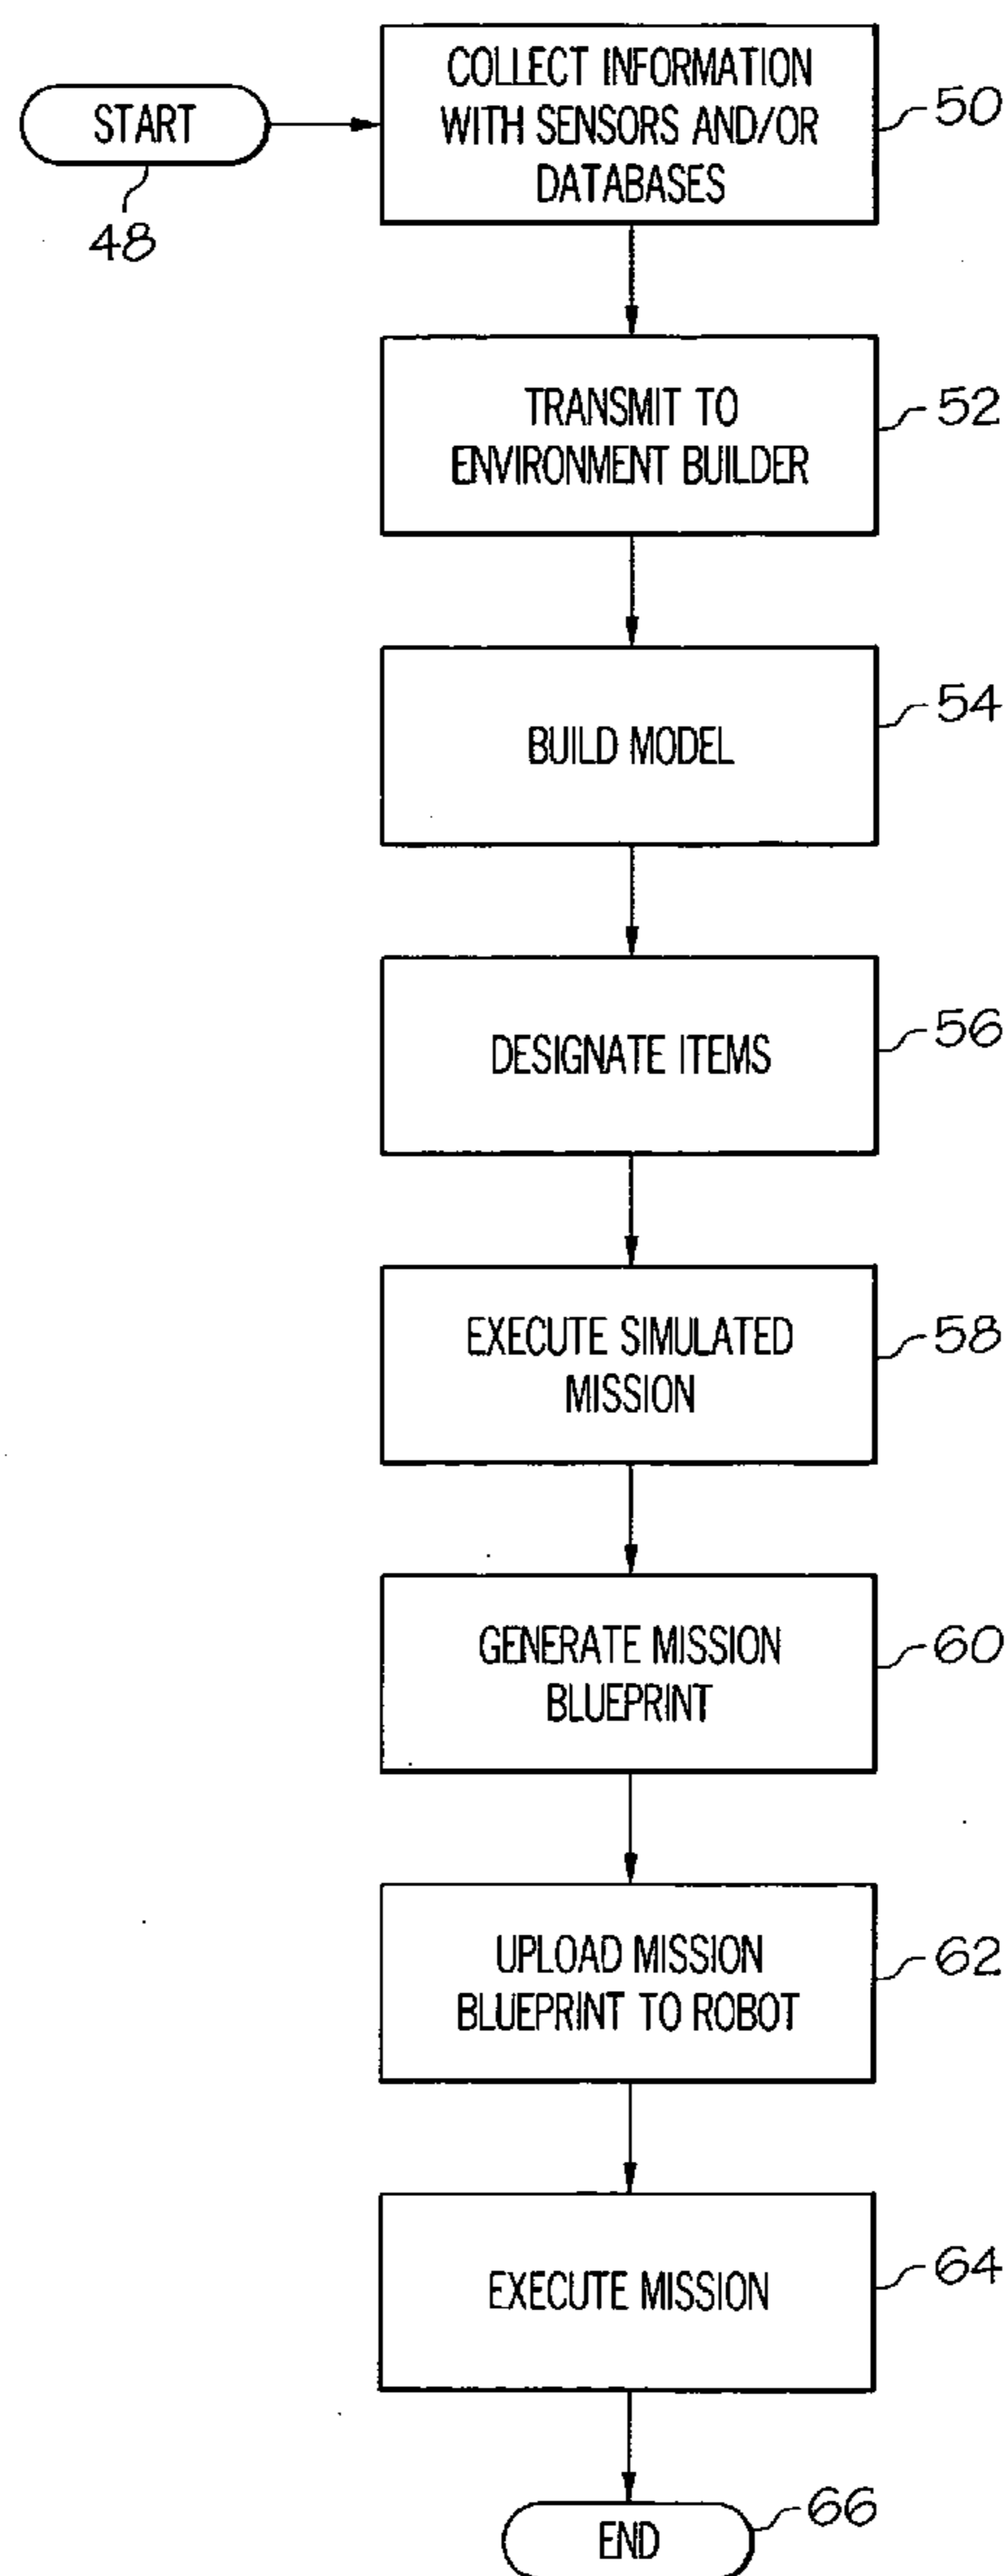 START
48
COLLECT INFORMATION
WITH SENSORS AND/OR
DATABASES
50
TRANSMIT TO
ENVIRONMENT BUILDER
52
BUILD MODEL
54
DESIGNATE ITEMS
56
EXECUTE SIMULATED
MISSION
58
GENERATE MISSION
BLUEPRINT
60
UPLOAD MISSION
BLUEPRINT TO ROBOT
62
EXECUTE MISSION
64
END
66